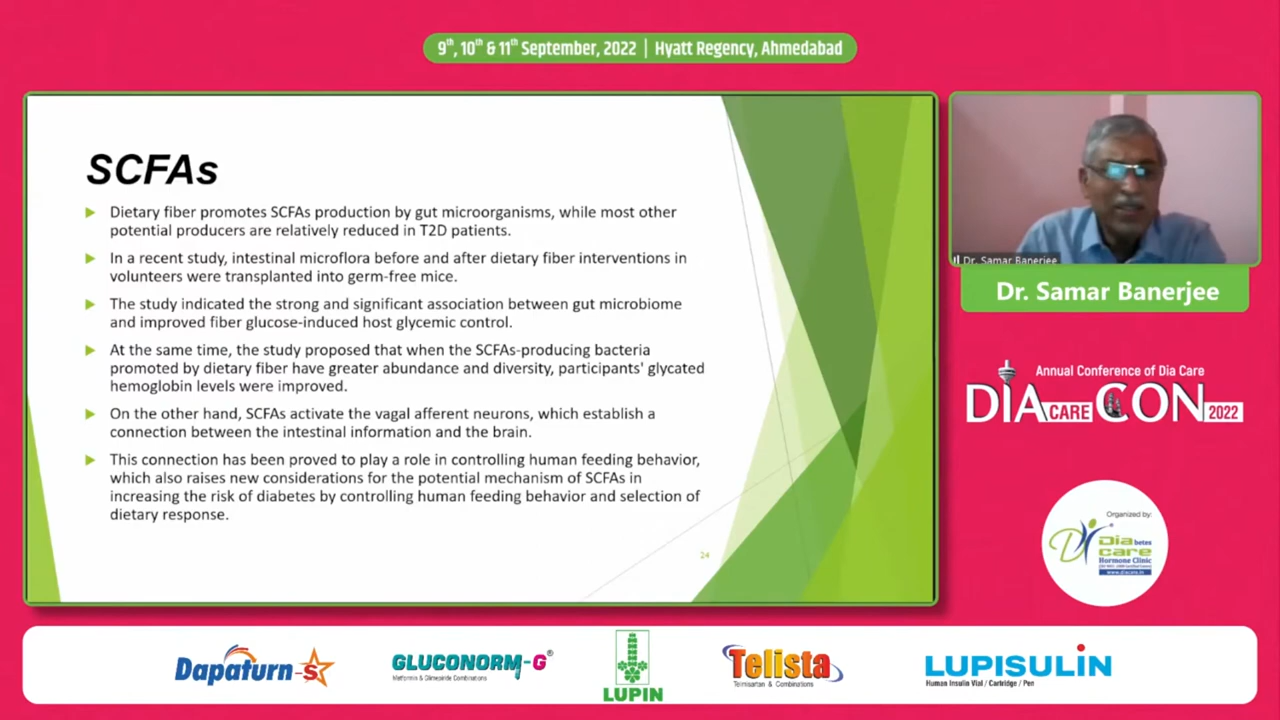 9th, 10th & 11th September, 2022 | Hyatt Regency, Ahmedabad
SCFAs
Dietary fiber promotes SCFAs production by gut microorganisms, while most other
potential producers are relatively reduced in T2D patients.
In a recent study, intestinal microflora before and after dietary fiber interventions in
volunteers were transplanted into germ-free mice.
The study indicated the strong and significant association between gut microbiome
and improved fiber glucose-induced host glycemic control.
At the same time, the study proposed that when the SCFAs-producing bacteria
promoted by dietary fiber have greater abundance and diversity, participants' glycated
hemoglobin levels were improved.
On the other hand, SCFAs activate the vagal afferent neurons, which establish a
connection between the intestinal information and the brain.
This connection has been proved to play a role in controlling human feeding behavior,
which also raises new considerations for the potential mechanism of SCFAs in
increasing the risk of diabetes by controlling human feeding behavior and selection of
dietary response.
24
Dr. Samar Banerjee
Dr. Samar Banerjee
Annual Conference of Dia Care
DIA CARE CON 2022
Organized by:
Diabetes
care
Hormone Clinic
www.diacare.in
Dapaturn-S
GLUCONORM-G®
Metformin & Glimepiride Combinations
LUPIN
Telista
Telmisartan & Combinations
LUPISULIN
Human Insulin Vial / Cartridge / Pen